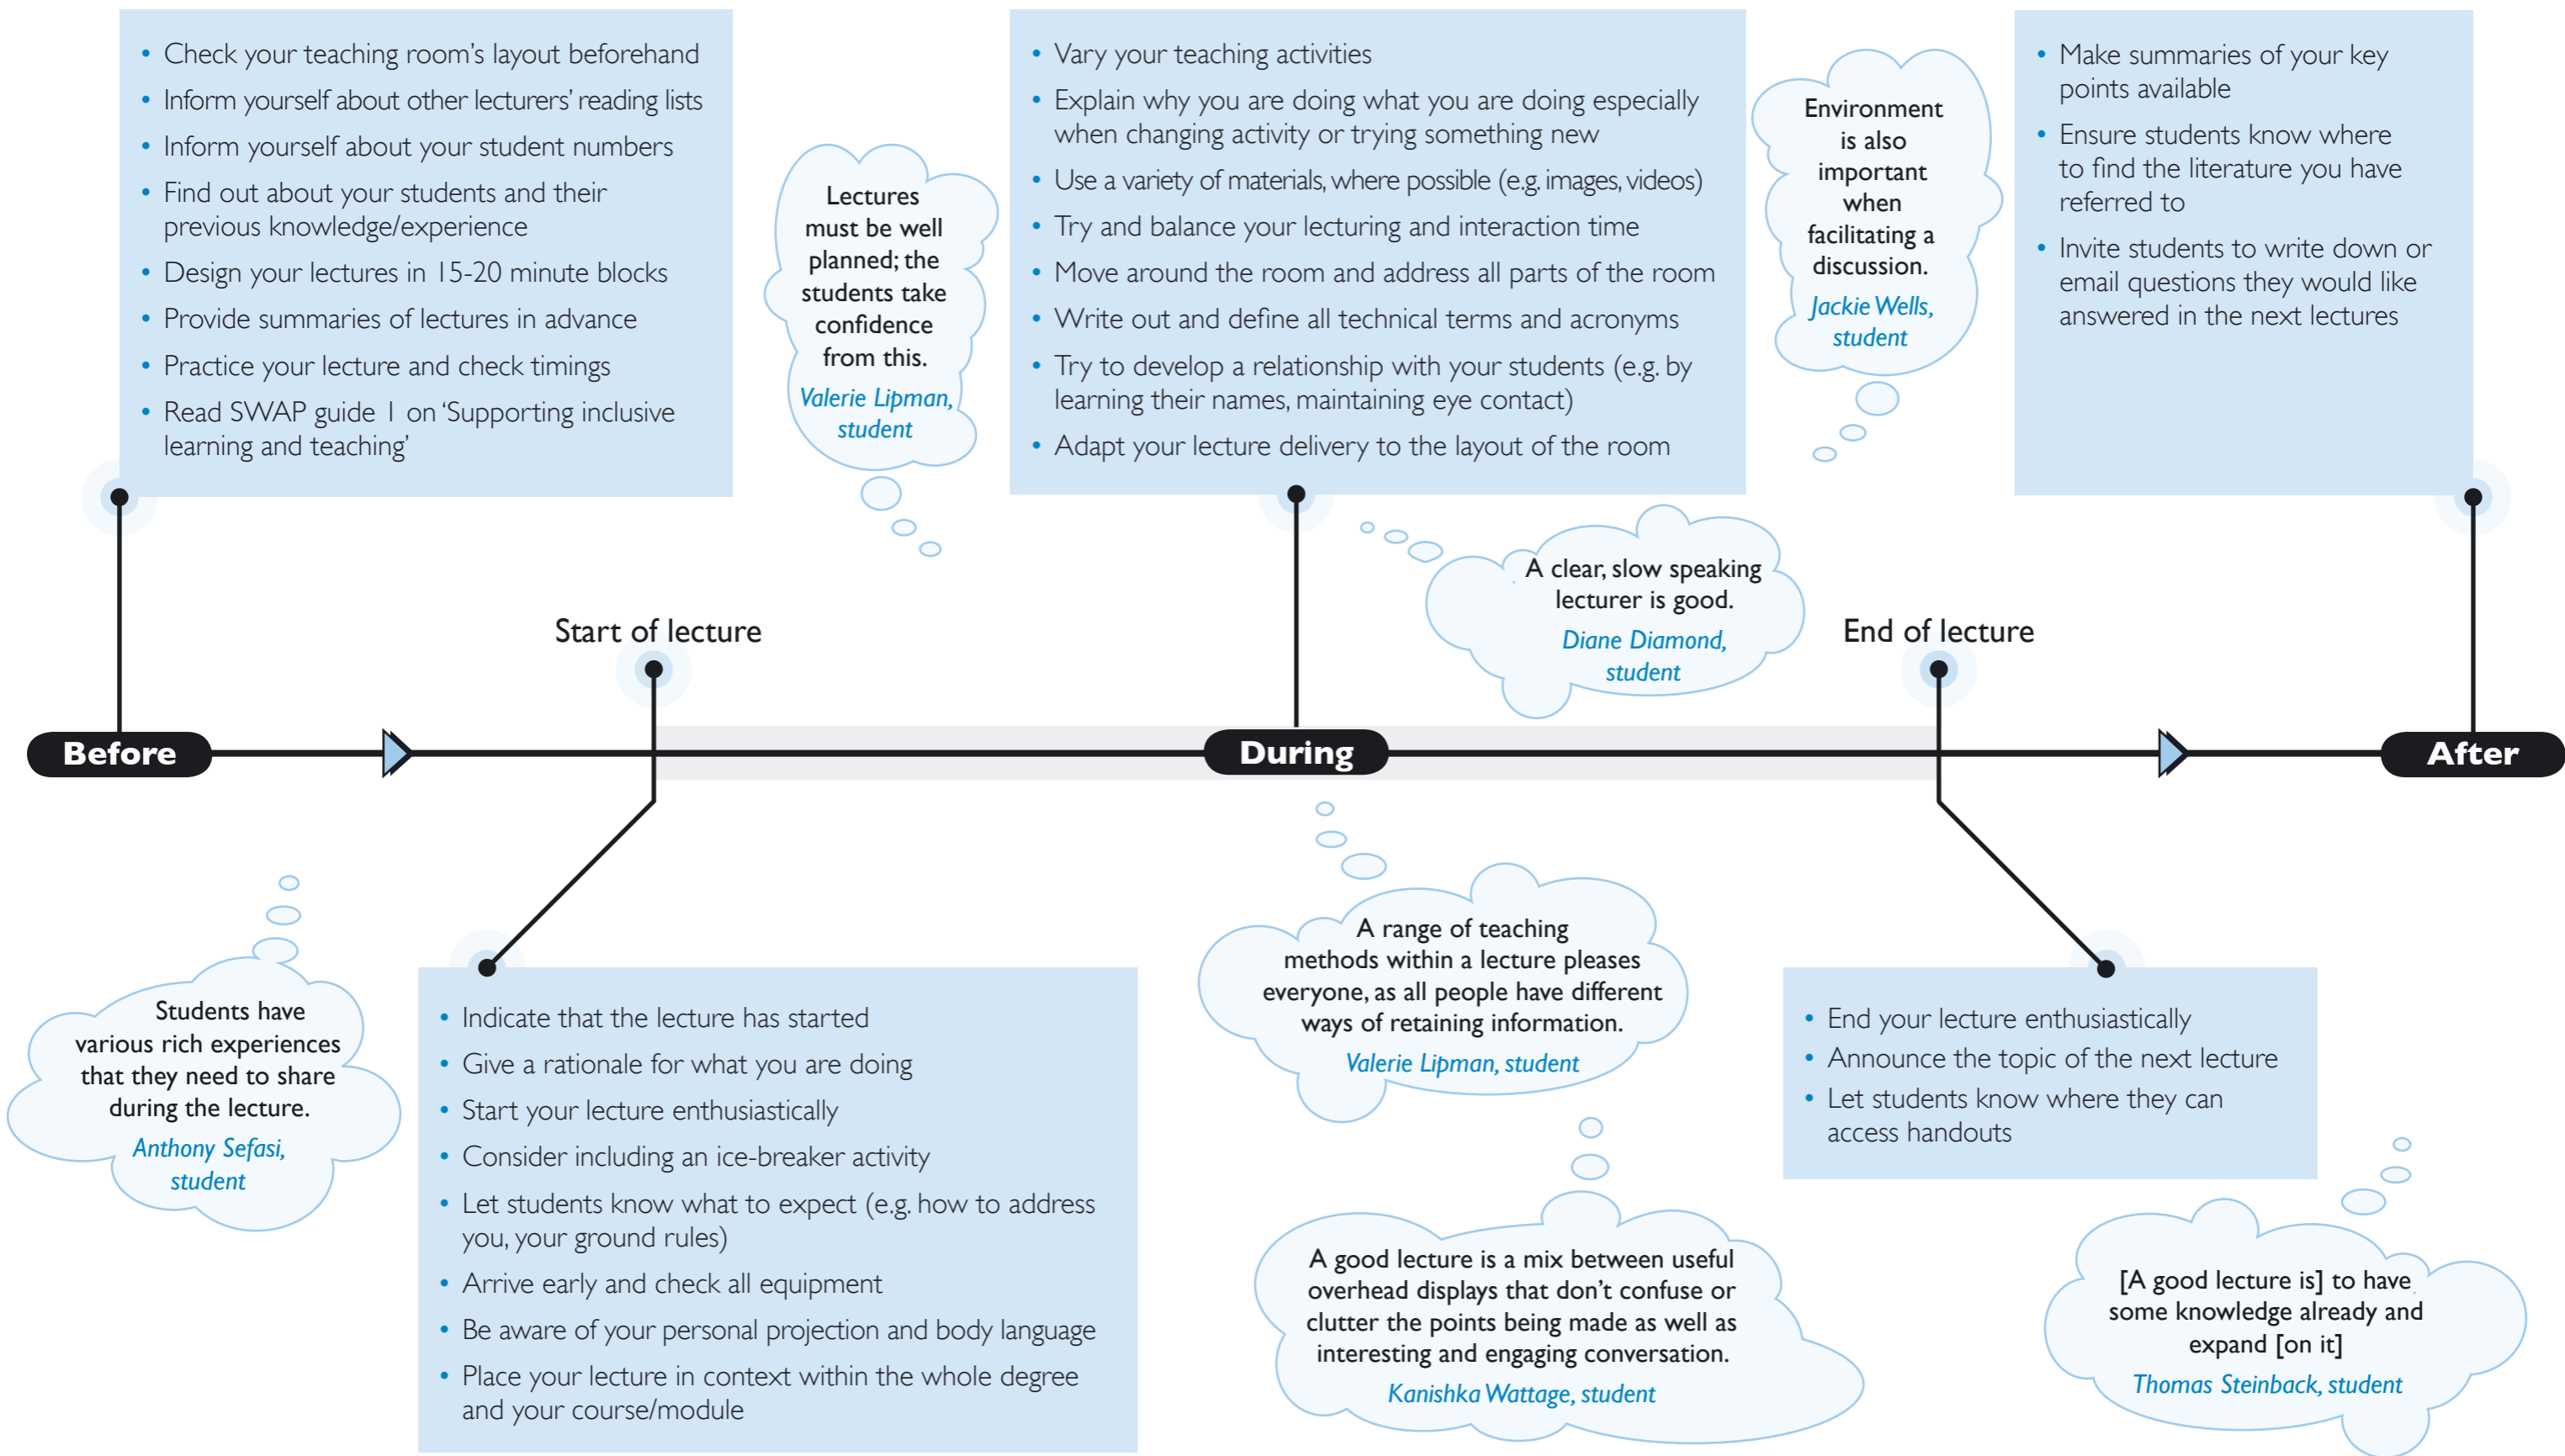 • Check your teaching room's layout beforehand
• Inform yourself about other lecturers' reading lists
• Inform yourself about your student numbers
• Find out about your students and their
previous knowledge/experience
• Design your lectures in 15-20 minute blocks
• Provide summaries of lectures in advance
• Practice your lecture and check timings
• Read SWAP guide 1 on 'Supporting inclusive
learning and teaching'
Lectures
must be well
planned; the
students take
confidence
from this.
Valerie Lipman,
student
• Vary your teaching activities
• Explain why you are doing what you are doing especially
when changing activity or trying something new
• Use a variety of materials, where possible (e.g. images, videos)
• Try and balance your lecturing and interaction time
• Move around the room and address all parts of the room
• Write out and define all technical terms and acronyms
• Try to develop a relationship with your students (e.g. by
learning their names, maintaining eye contact)
• Adapt your lecture delivery to the layout of the room
Environment
is also
important
when
facilitating a
discussion.
Jackie Wells,
student
• Make summaries of your key
points available
• Ensure students know where
to find the literature you have
referred to
• Invite students to write down or
email questions they would like
answered in the next lectures
A clear, slow speaking
lecturer is good.
Diane Diamond,
student
Start of lecture
End of lecture
Before
During
After
Students have
various rich experiences
that they need to share
during the lecture.
Anthony Sefasi,
student
• Indicate that the lecture has started
• Give a rationale for what you are doing
• Start your lecture enthusiastically
• Consider including an ice-breaker activity
• Let students know what to expect (e.g. how to address
you, your ground rules)
• Arrive early and check all equipment
• Be aware of your personal projection and body language
• Place your lecture in context within the whole degree
and your course/module
A range of teaching
methods within a lecture pleases
everyone, as all people have different
ways of retaining information.
Valerie Lipman, student
A good lecture is a mix between useful
overhead displays that don't confuse or
clutter the points being made as well as
interesting and engaging conversation.
Kanishka Wattage, student
• End your lecture enthusiastically
• Announce the topic of the next lecture
• Let students know where they can
access handouts
[A good lecture is] to have
some knowledge already and
expand [on it]
Thomas Steinback, student